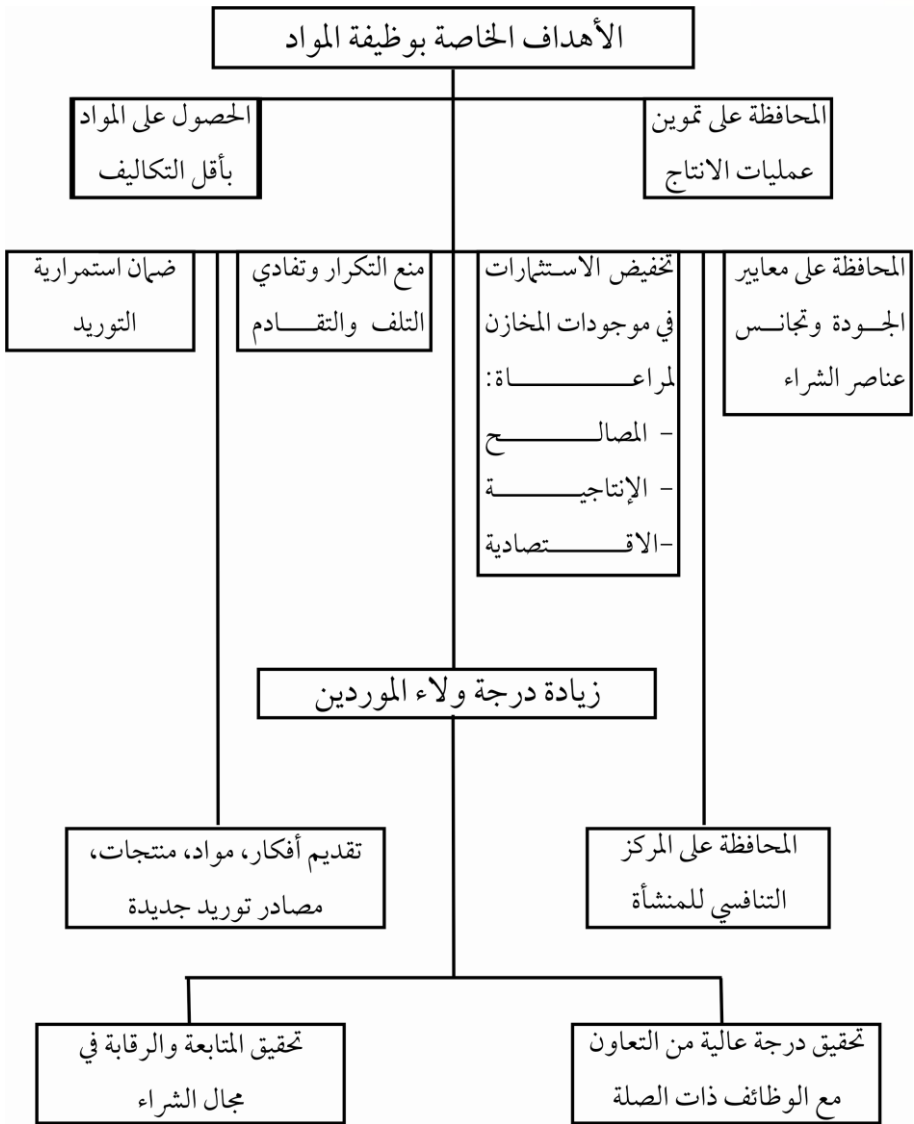 الأهداف الخاصة بوظيفة المواد
المحافظة على تموين
عمليات الانتاج
الحصول على المواد
بأقل التكاليف
المحافظة على معايير
الجودة وتجانس
عناصر الشراء
تخفيض الاستثمارات
في موجودات المخازن
لمراعاة:
- المصالح
- الإنتاجية
-الاقتصادية
منع التكرار وتفادي
التلف والتقادم
ضمان استمرارية
التوريد
زيادة درجة ولاء الموردين
المحافظة على المركز
التنافسي للمنشأة
تقديم أفكار، مواد، منتجات،
مصادر توريد جديدة
تحقيق درجة عالية من التعاون
مع الوظائف ذات الصلة
تحقيق المتابعة والرقابة في
مجال الشراء